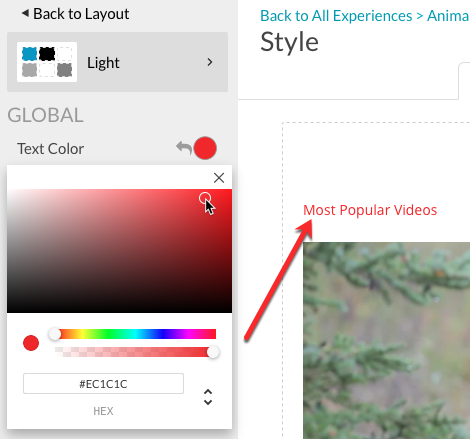 Back to Layout
Light
GLOBAL
Text Color
#EC1C1C
HEX
Back to All Experiences > Anima
Style
Most Popular Videos